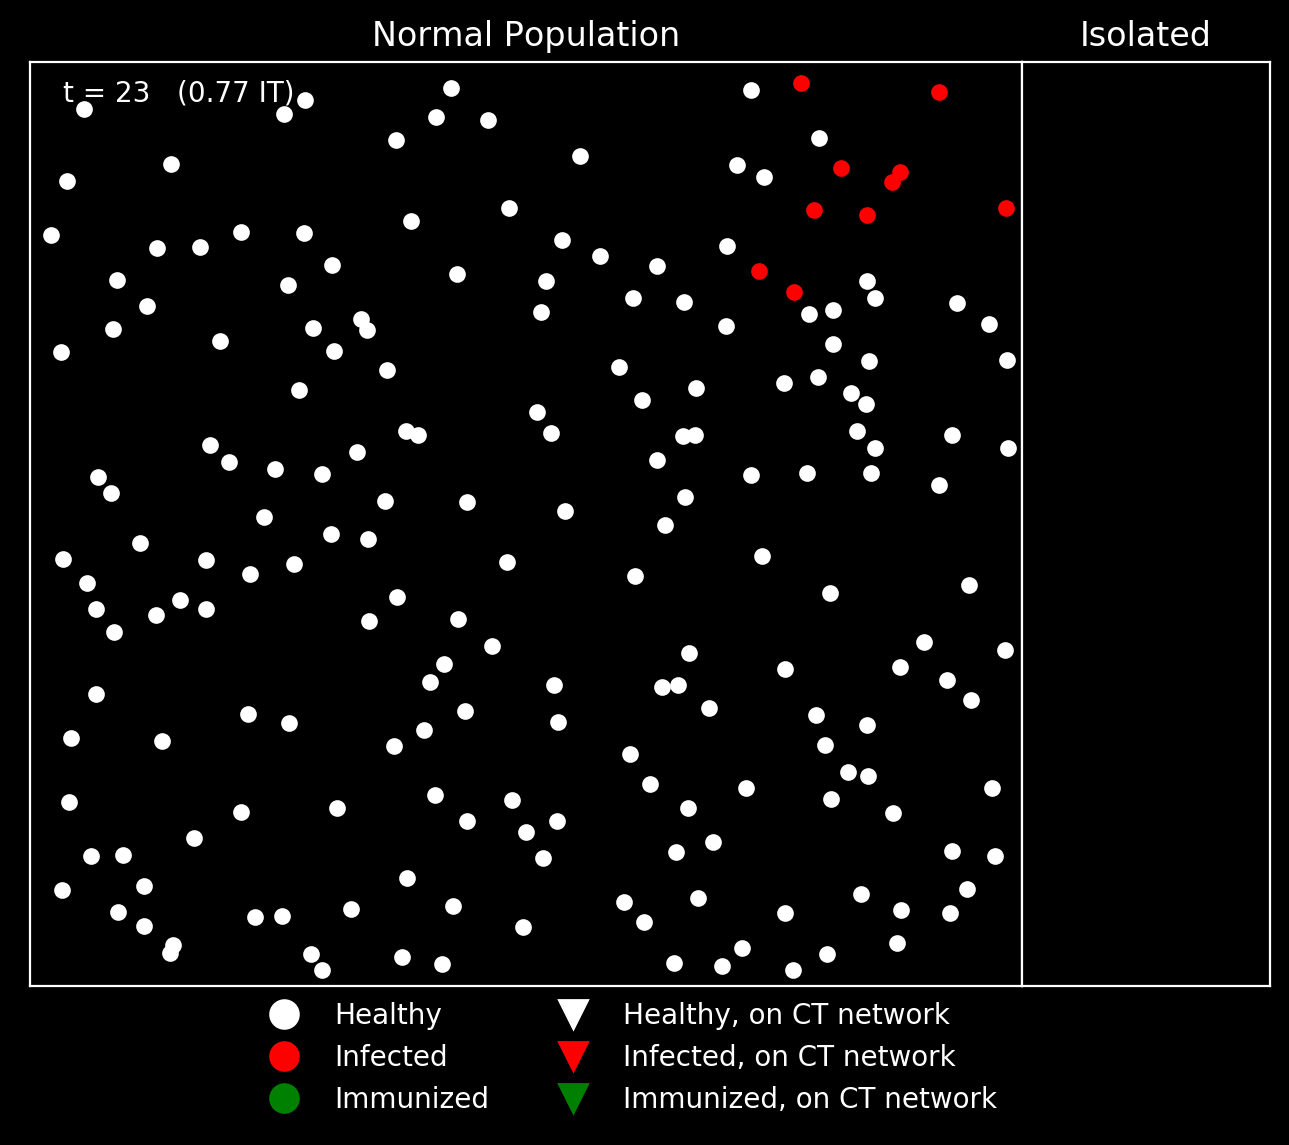 Normal Population
Isolated
t = 23   (0.77 IT)
Healthy
Infected
Immunized
Healthy, on CT network
Infected, on CT network
Immunized, on CT network